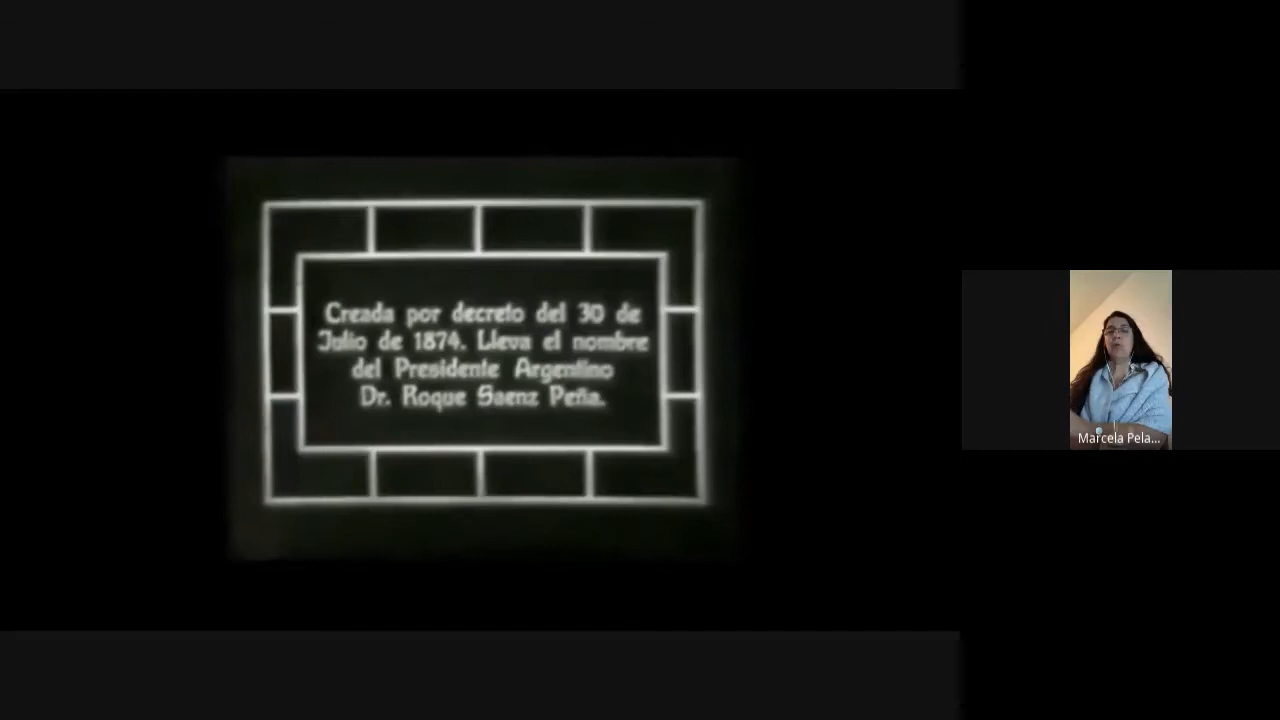 Creada por decreto del 30 de
Julio de 1874. Lleva el nombre
del Presidente Argentino
Dr. Roque Saenz Peña.
Marcela Pela...